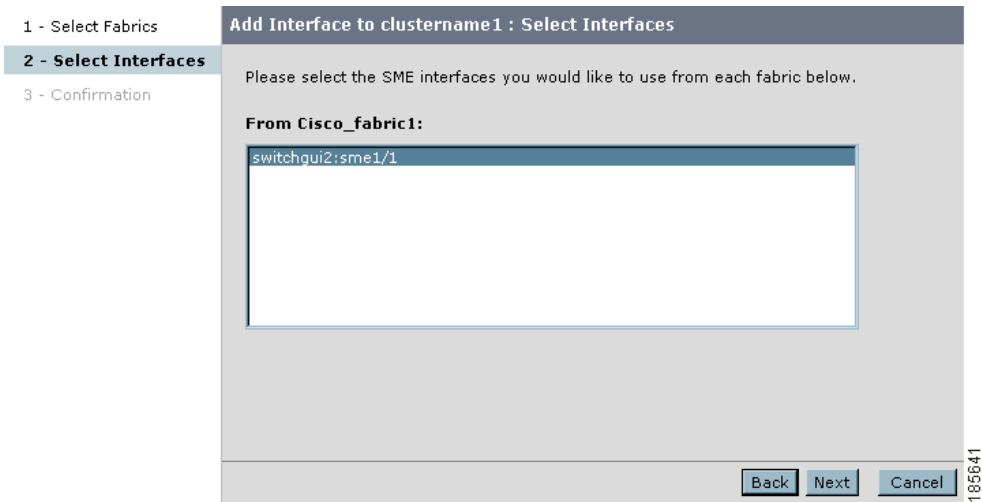 1 - Select Fabrics
2 - Select Interfaces
3 - Confirmation
Add Interface to clustername1 : Select Interfaces
Please select the SME interfaces you would like to use from each fabric below.
From Cisco_fabric1:
switchgui2:sme1/1
Back
Next
Cancel
185641